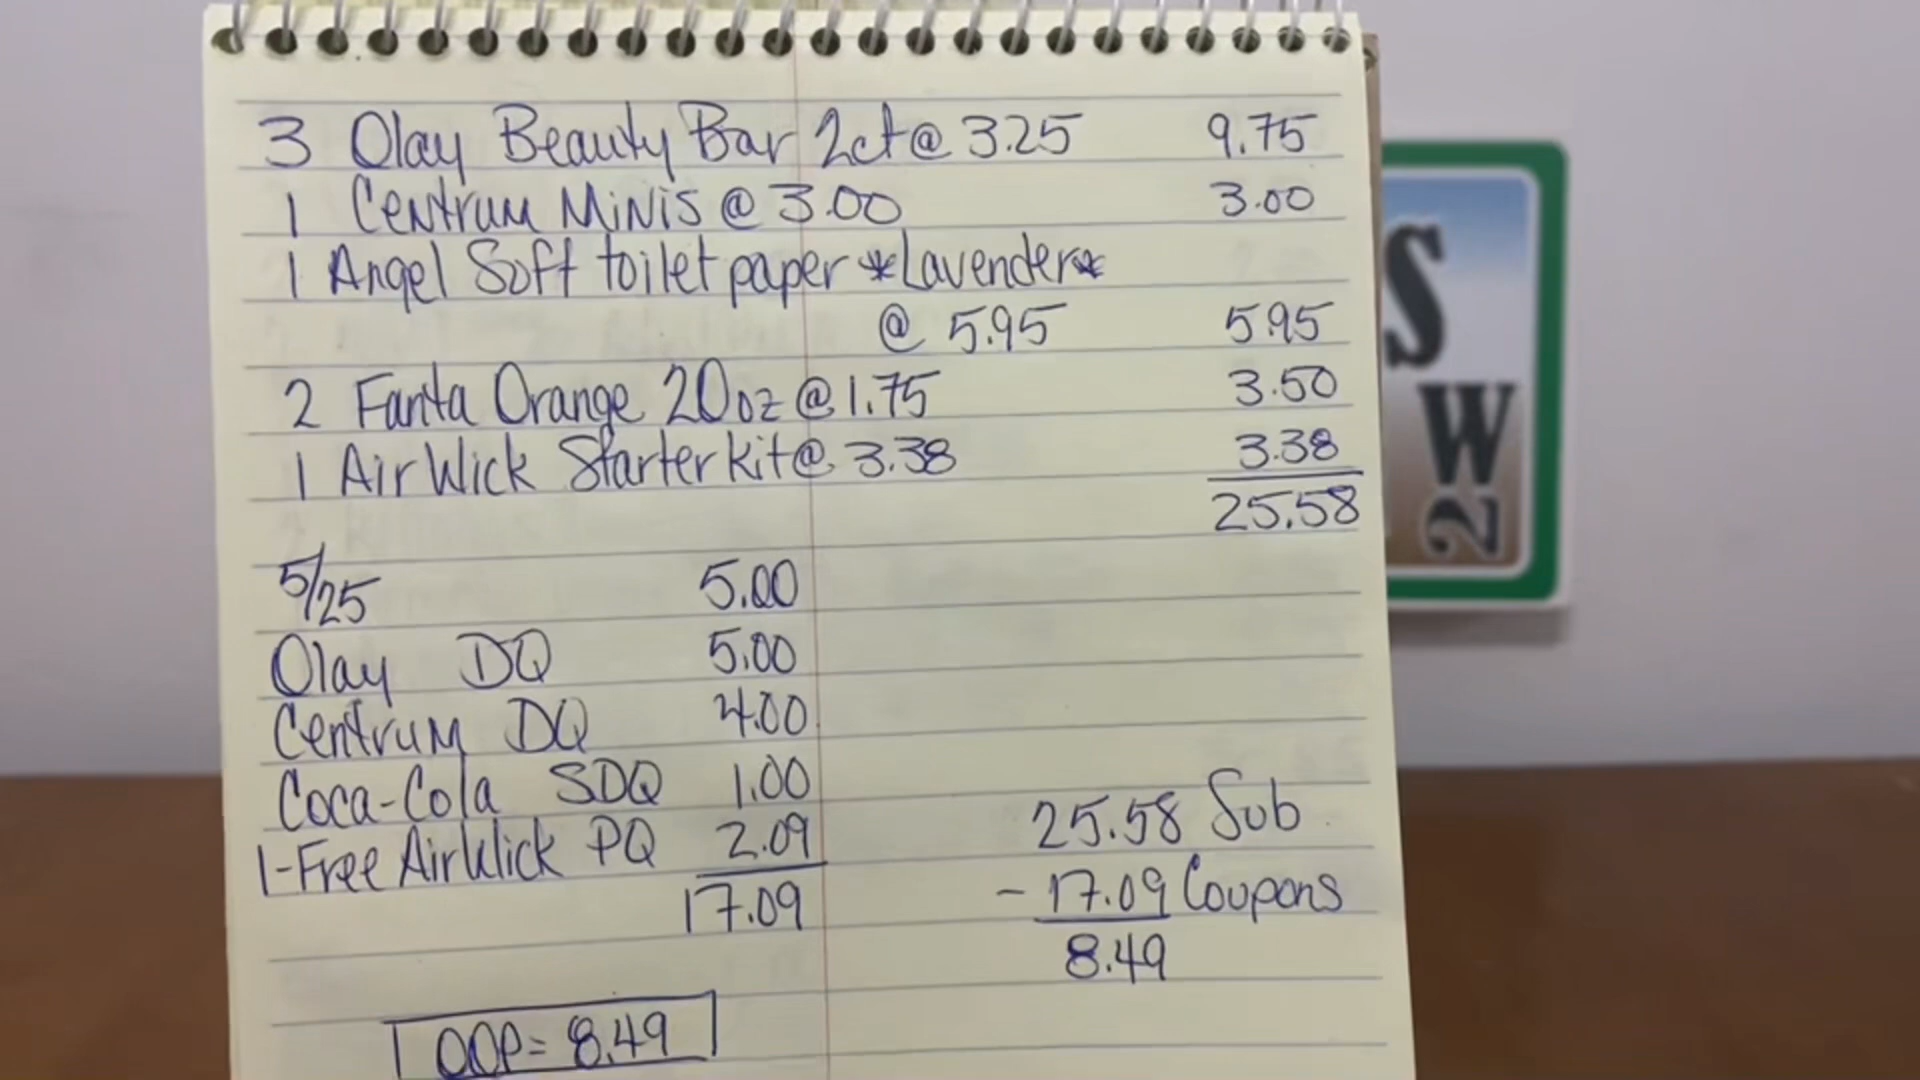 3 Olay Beauty Bar 2ct @ 3.25 9.75
1 Centrum Minis @ 3.00 3.00
1 Angel Soft toilet paper *Lavender*
@ 5.95 5.95
2 Fanta Orange 20oz @ 1.75 3.50
1 Air Wick Starter kit @ 3.38 3.38
25.58
5/25 5.00
Olay DQ 5.00
Centrum DQ 4.00
Coca-Cola SDQ 1.00
1-Free AirWick PQ 2.09
17.09
25.58 Sub
- 17.09 Coupons
8.49
OOP = 8.49
S
W
2